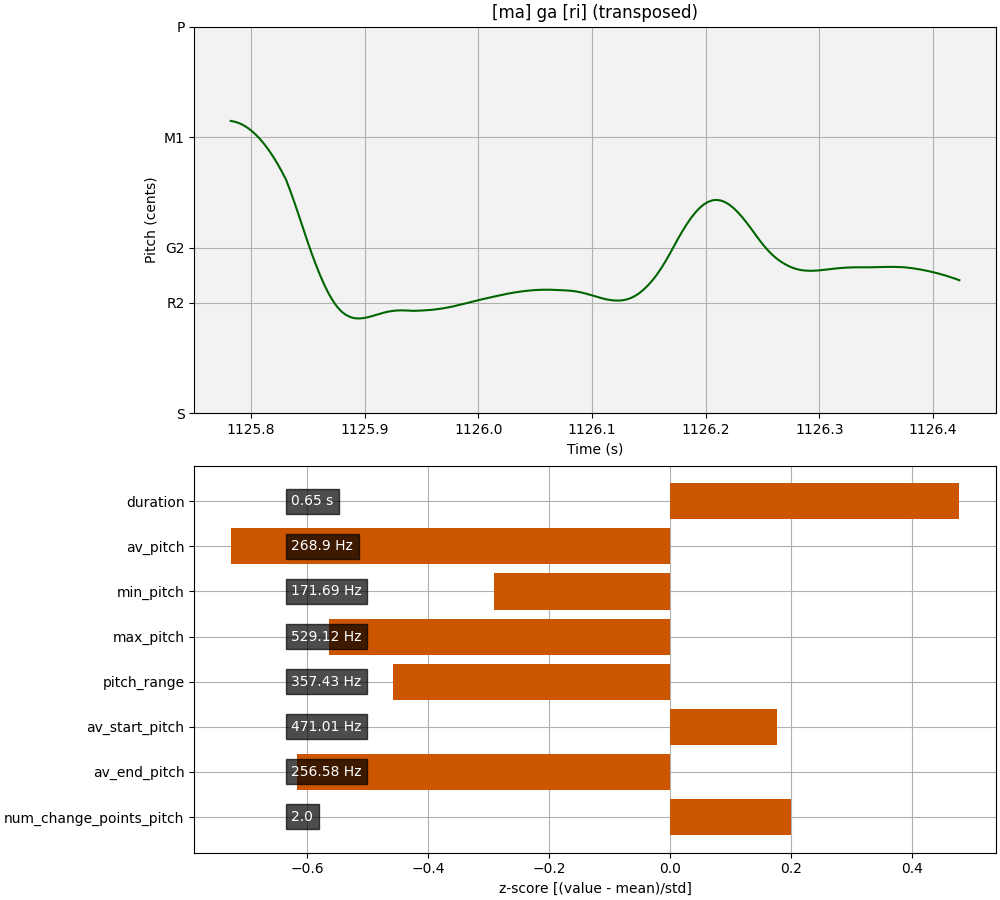 [ma] ga [ri] (transposed)
P
M1
G2
R2
S
Pitch (cents)
1125.8 1125.9 1126.0 1126.1 1126.2 1126.3 1126.4
Time (s)
duration 0.65 s
av_pitch 268.9 Hz
min_pitch 171.69 Hz
max_pitch 529.12 Hz
pitch_range 357.43 Hz
av_start_pitch 471.01 Hz
av_end_pitch 256.58 Hz
num_change_points_pitch 2.0
−0.6 −0.4 −0.2 0.0 0.2 0.4
z-score [(value - mean)/std]